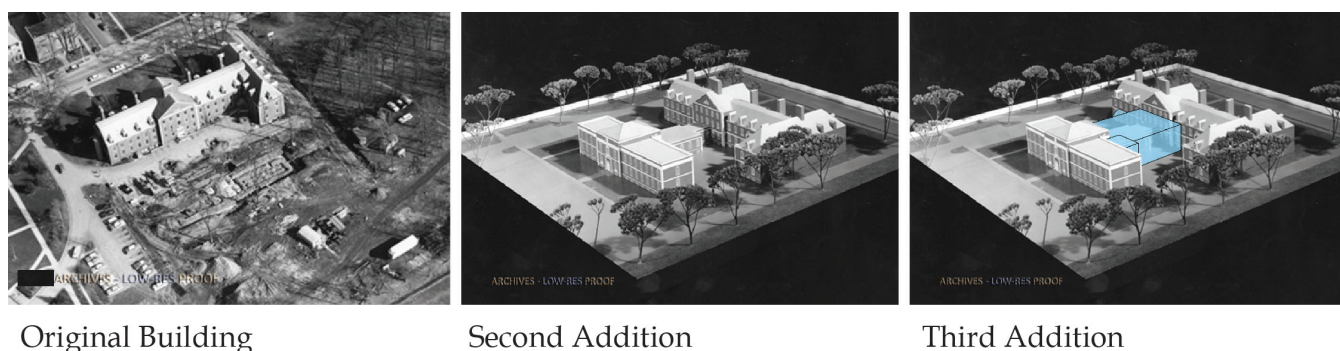 ARCHIVES - LOW-RES PROOF
ARCHIVES - LOW-RES PROOF
ARCHIVES - LOW-RES PROOF
Original Building
Second Addition
Third Addition